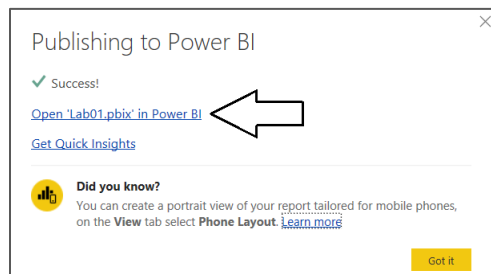 Publishing to Power BI
Success!
Open 'Lab01.pbix' in Power BI
Get Quick Insights
Did you know?
You can create a portrait view of your report tailored for mobile phones,
on the View tab select Phone Layout. Learn more
Got it